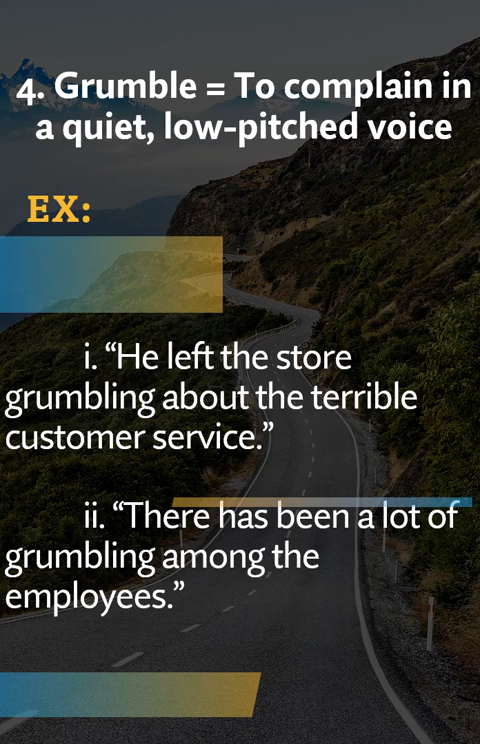 4. Grumble = To complain in
a quiet, low-pitched voice
EX:
i. “He left the store
grumbling about the terrible
customer service.”
ii. “There has been a lot of
grumbling among the
employees.”